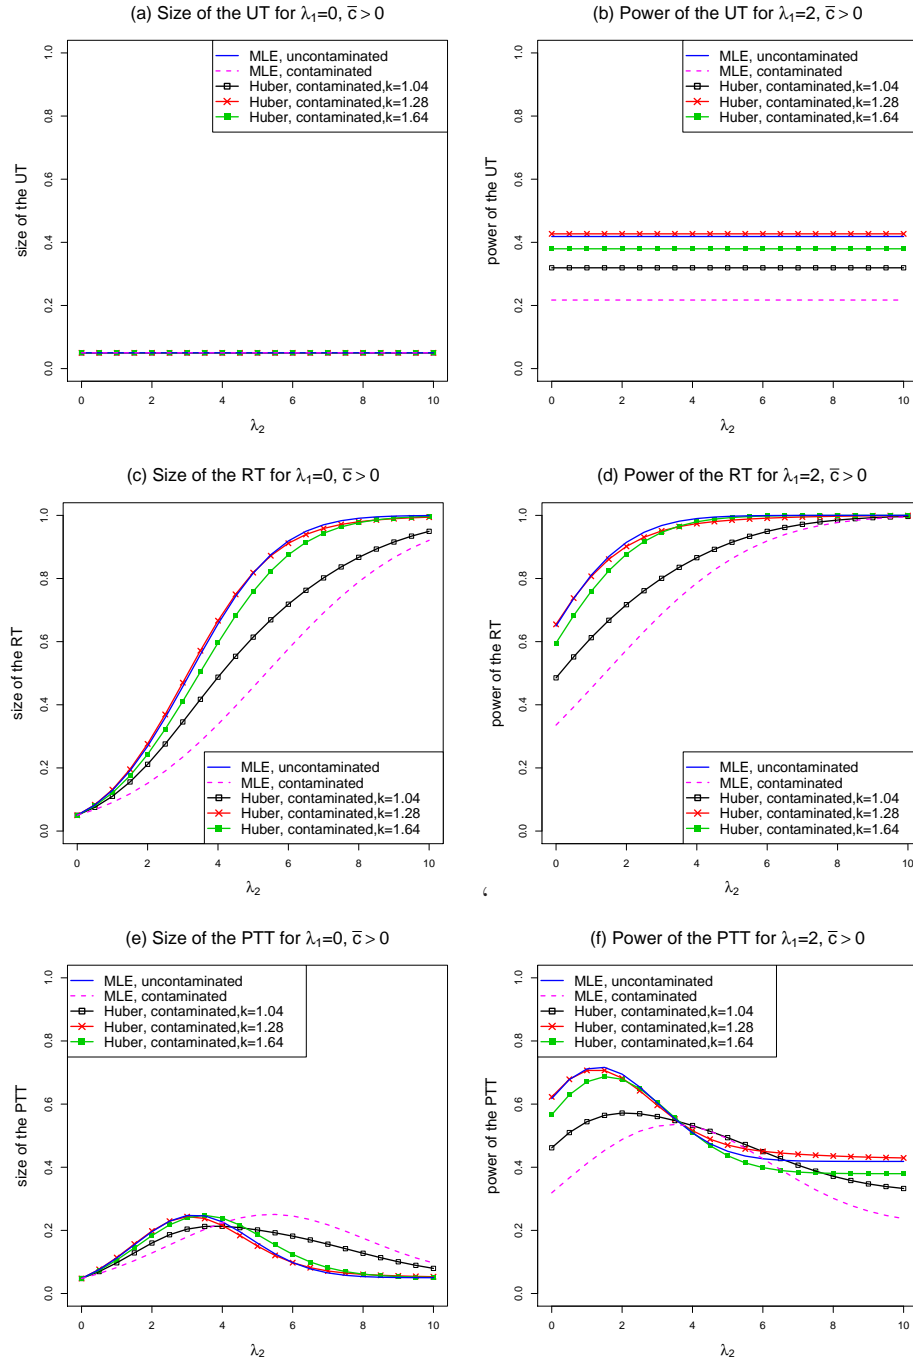 (a) Size of the UT for λ1=0, c̅ > 0
MLE, uncontaminated
MLE, contaminated
Huber, contaminated,k=1.04
Huber, contaminated,k=1.28
Huber, contaminated,k=1.64
size of the UT
0.0 0.2 0.4 0.6 0.8 1.0
0 2 4 6 8 10
λ2
(b) Power of the UT for λ1=2, c̅ > 0
MLE, uncontaminated
MLE, contaminated
Huber, contaminated,k=1.04
Huber, contaminated,k=1.28
Huber, contaminated,k=1.64
power of the UT
0.0 0.2 0.4 0.6 0.8 1.0
0 2 4 6 8 10
λ2
(c) Size of the RT for λ1=0, c̅ > 0
size of the RT
0.0 0.2 0.4 0.6 0.8 1.0
MLE, uncontaminated
MLE, contaminated
Huber, contaminated,k=1.04
Huber, contaminated,k=1.28
Huber, contaminated,k=1.64
0 2 4 6 8 10
λ2
(d) Power of the RT for λ1=2, c̅ > 0
power of the RT
0.0 0.2 0.4 0.6 0.8 1.0
MLE, uncontaminated
MLE, contaminated
Huber, contaminated,k=1.04
Huber, contaminated,k=1.28
Huber, contaminated,k=1.64
0 2 4 6 8 10
λ2
(e) Size of the PTT for λ1=0, c̅ > 0
MLE, uncontaminated
MLE, contaminated
Huber, contaminated,k=1.04
Huber, contaminated,k=1.28
Huber, contaminated,k=1.64
size of the PTT
0.0 0.2 0.4 0.6 0.8 1.0
0 2 4 6 8 10
λ2
(f) Power of the PTT for λ1=2, c̅ > 0
MLE, uncontaminated
MLE, contaminated
Huber, contaminated,k=1.04
Huber, contaminated,k=1.28
Huber, contaminated,k=1.64
power of the PTT
0.0 0.2 0.4 0.6 0.8 1.0
0 2 4 6 8 10
λ2